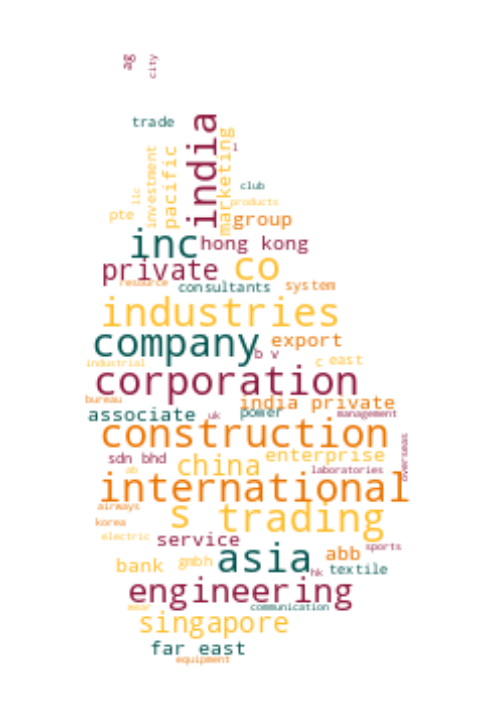 ag
city
trade
india
l
llc
investment
pacific
marketing
club
products
pte
group
inc
hong kong
private
co
resource
consultants
system
industries
company
export
b v
industrial
c
east
corporation
bureau
india private
associate
uk
power
management
construction
overseas
sdn bhd
enterprise
china
ab
laboratories
international
airways
s
trading
korea
electric
service
sports
asia
abb
bank
gmbh
hk
textile
engineering
wear
communication
singapore
far east
equipment